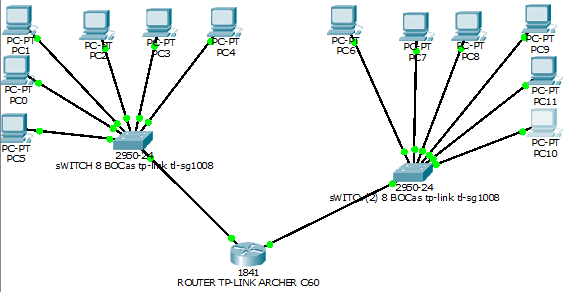 PC-PT
PC1
PC-PT
PC2
PC-PT
PC3
PC-PT
PC4
PC-PT
PC0
PC-PT
PC5
2950-24
sWITCH 8 BOCas tp-link tl-sg1008
PC-PT
PC6
PC-PT
PC7
PC-PT
PC8
PC-PT
PC9
PC-PT
PC11
PC-PT
PC10
2950-24
(2) 8 BOCas tp-link tl-sg1008
1841
ROUTER TP-LINK ARCHER C60